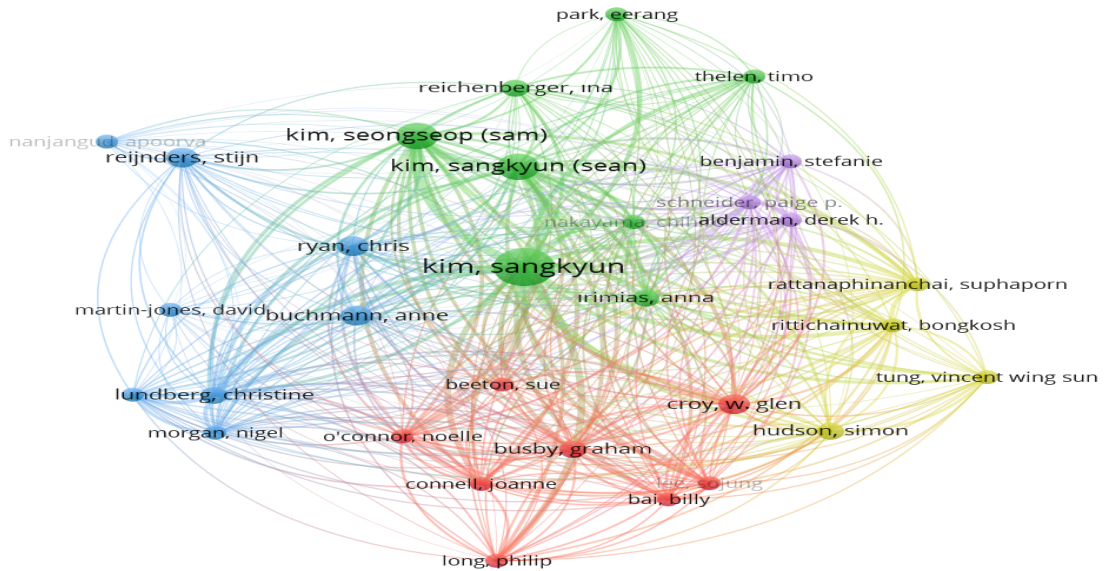 park, eerang
thelen, timo
reichenberger, ina
kim, seongseop (sam)
nanjangud, apoorva
reijnders, stijn
kim, sangkyun (sean)
benjamin, stefanie
schneider, paige p.
nakayama,
alderman, derek h.
ryan, chris
kim, sangkyun
rattanaphinanchai, suphaporn
irimias, anna
martin-jones, david
buchmann, anne
rittichainuwat, bongkosh
tung, vincent wing sun
beeton, sue
lundberg, christine
croy, w. glen
hudson, simon
morgan, nigel
o'connor, noelle
busby, graham
connell, joanne
sojung
bai, billy
long, philip